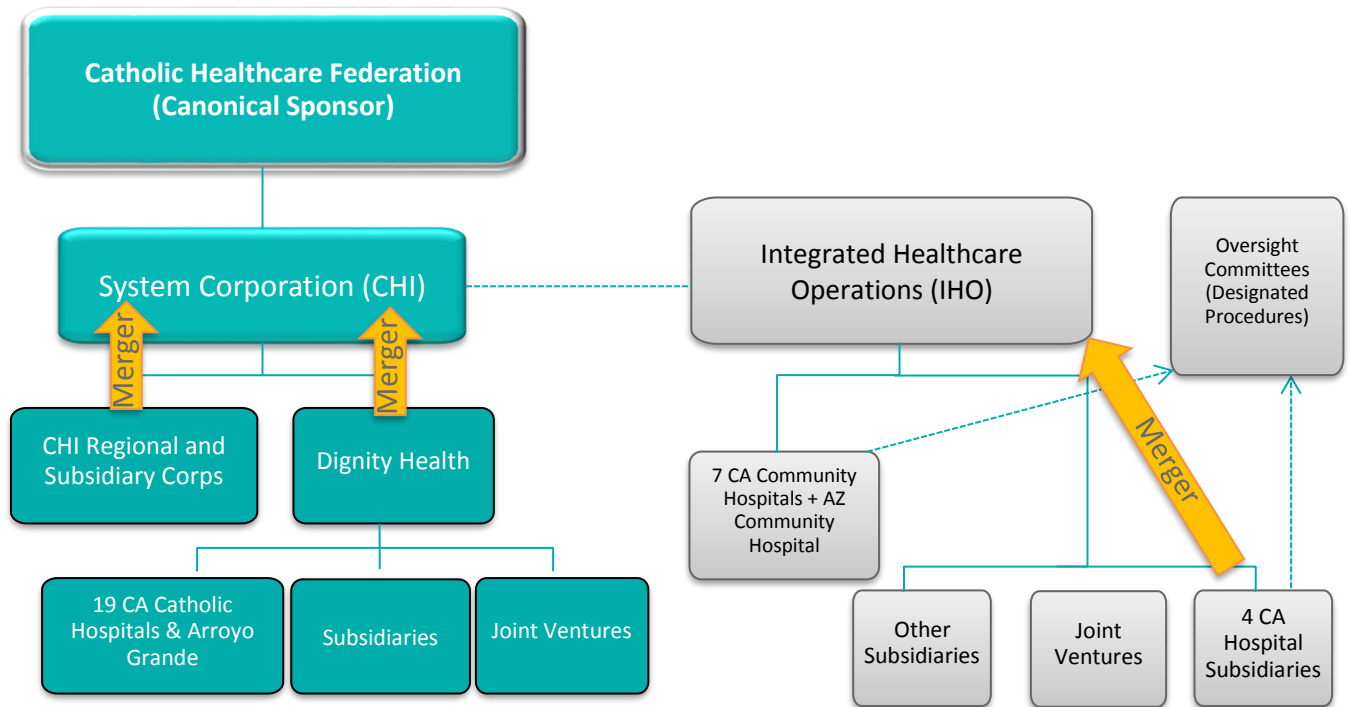 Catholic Healthcare Federation
(Canonical Sponsor)
System Corporation (CHI)
Integrated Healthcare
Operations (IHO)
Oversight
Committees
(Designated
Procedures)
Merger
Merger
Merger
CHI Regional and
Subsidiary Corps
Dignity Health
7 CA Community
Hospitals + AZ
Community
Hospital
19 CA Catholic
Hospitals & Arroyo
Grande
Subsidiaries
Joint Ventures
Other
Subsidiaries
Joint
Ventures
4 CA
Hospital
Subsidiaries